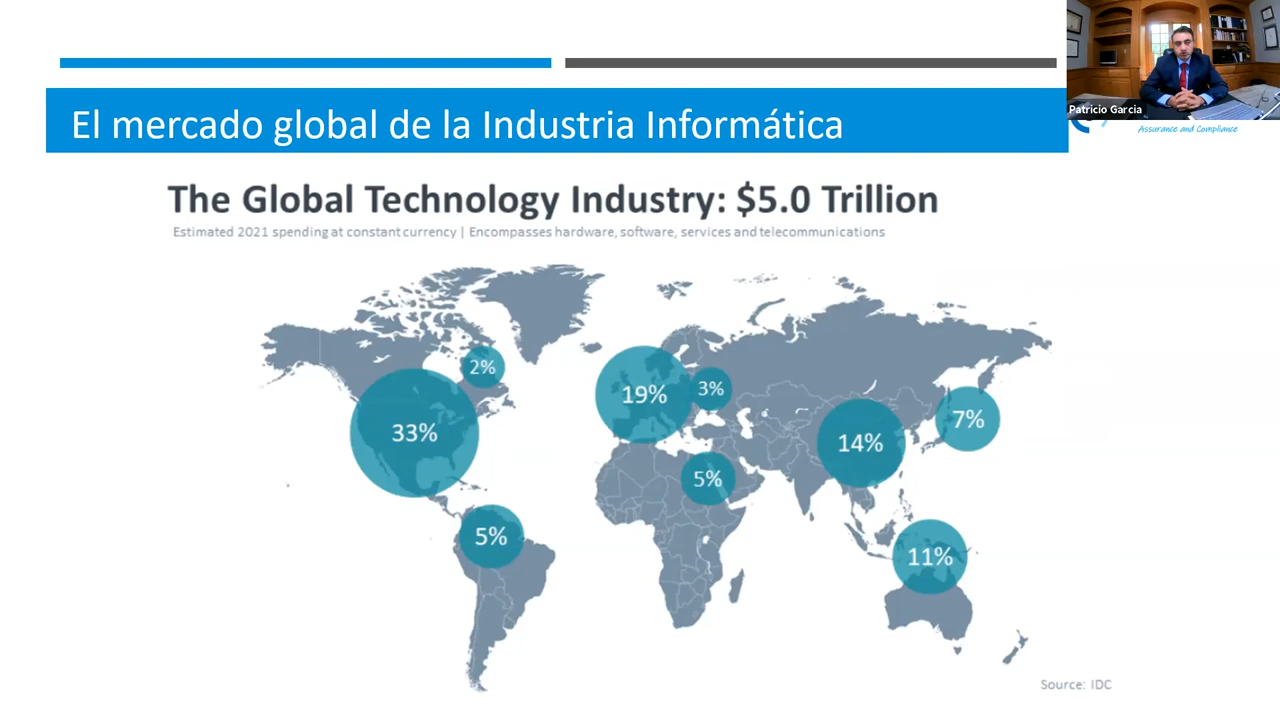 Patricio Garcia
Assurance and Compliance
El mercado global de la Industria Informática
The Global Technology Industry: $5.0 Trillion
Estimated 2021 spending at constant currency | Encompasses hardware, software, services and telecommunications
2%
33%
19%
3%
14%
7%
5%
5%
11%
Source: IDC